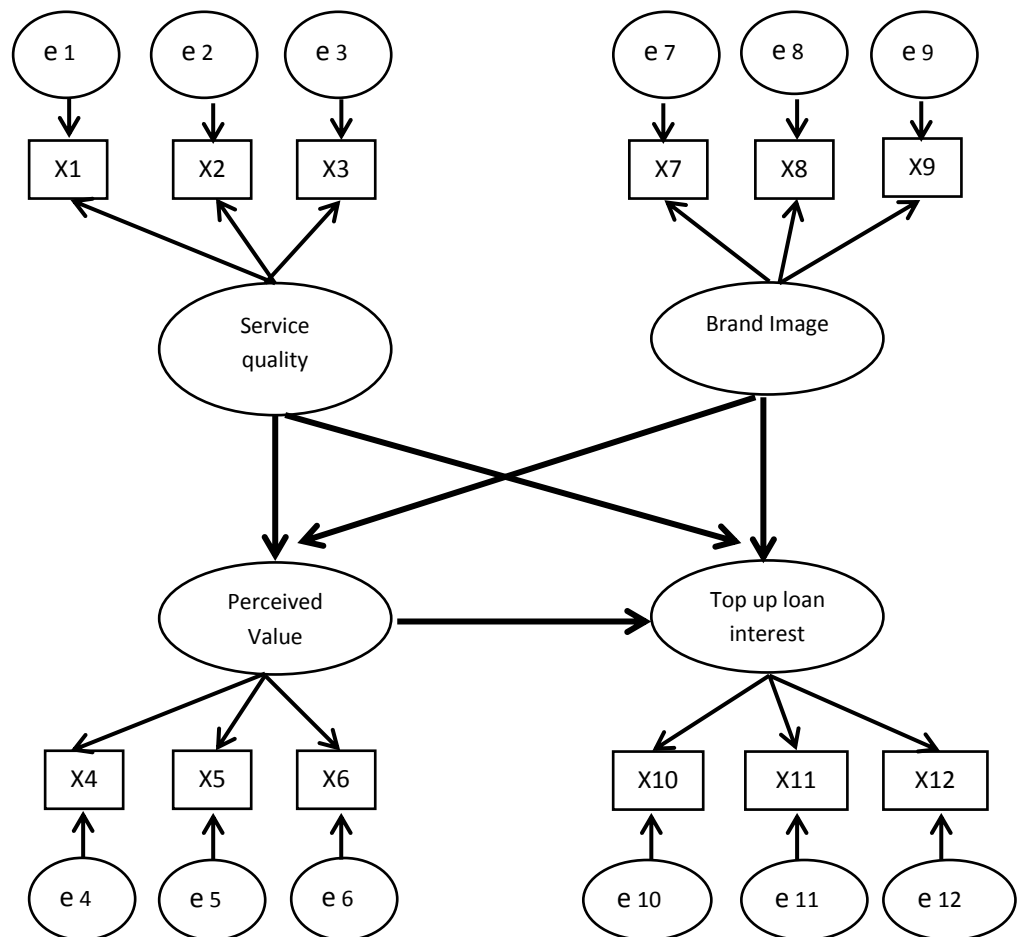 e 1
e 2
e 3
e 7
e 8
e 9
X1
X2
X3
X7
X8
X9
Service
quality
Brand Image
Perceived
Value
Top up loan
interest
X4
X5
X6
X10
X11
X12
e 4
e 5
e 6
e 10
e 11
e 12